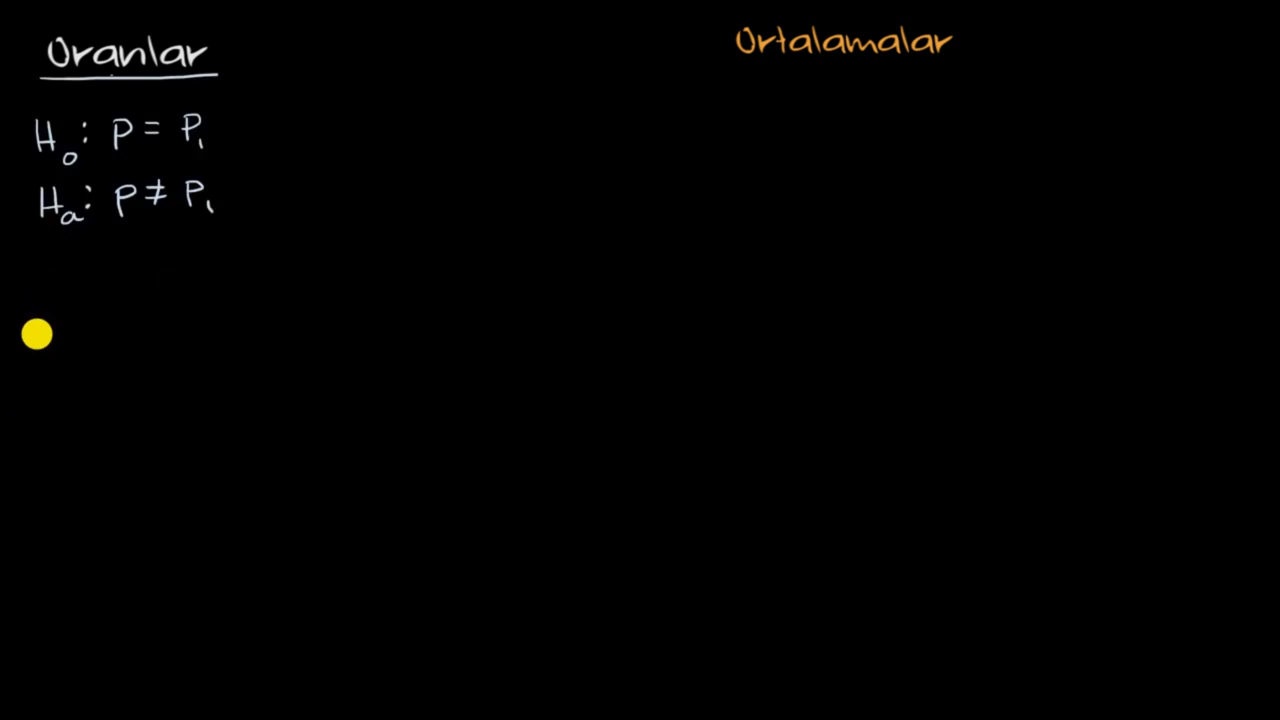 Oranlar
H₀: p = P₁
Hₐ: p ≠ P₁
Ortalamalar